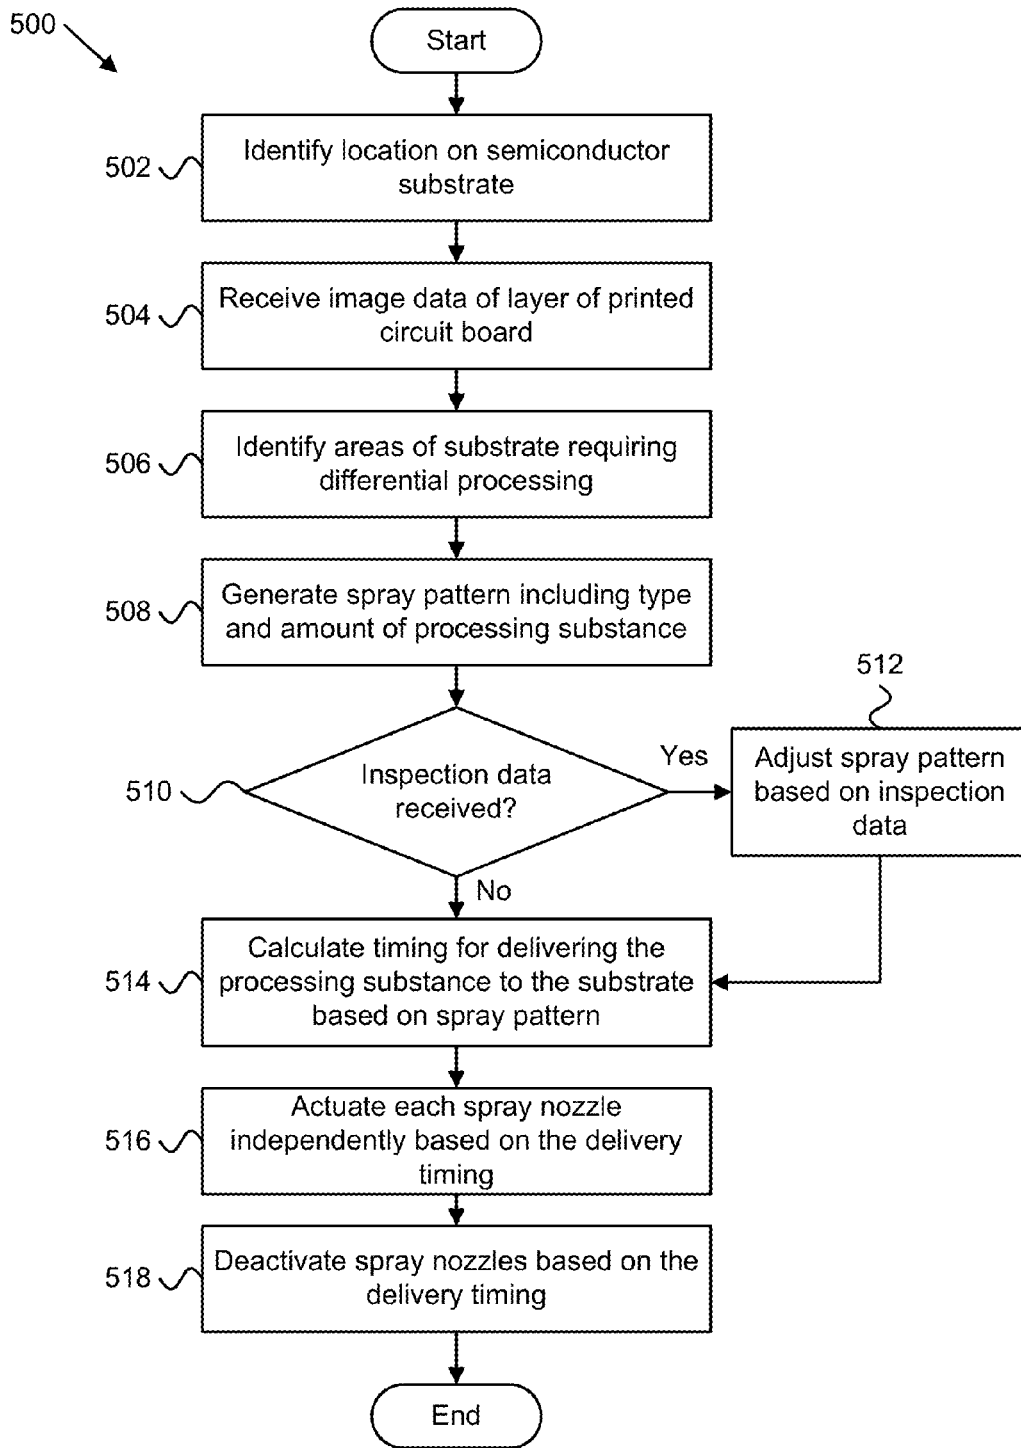 500
Start
502
Identify location on semiconductor
substrate
504
Receive image data of layer of printed
circuit board
506
Identify areas of substrate requiring
differential processing
508
Generate spray pattern including type
and amount of processing substance
510
Inspection data
received?
Yes
512
Adjust spray pattern
based on inspection
data
No
514
Calculate timing for delivering the
processing substance to the substrate
based on spray pattern
516
Actuate each spray nozzle
independently based on the delivery
timing
518
Deactivate spray nozzles based on the
delivery timing
End